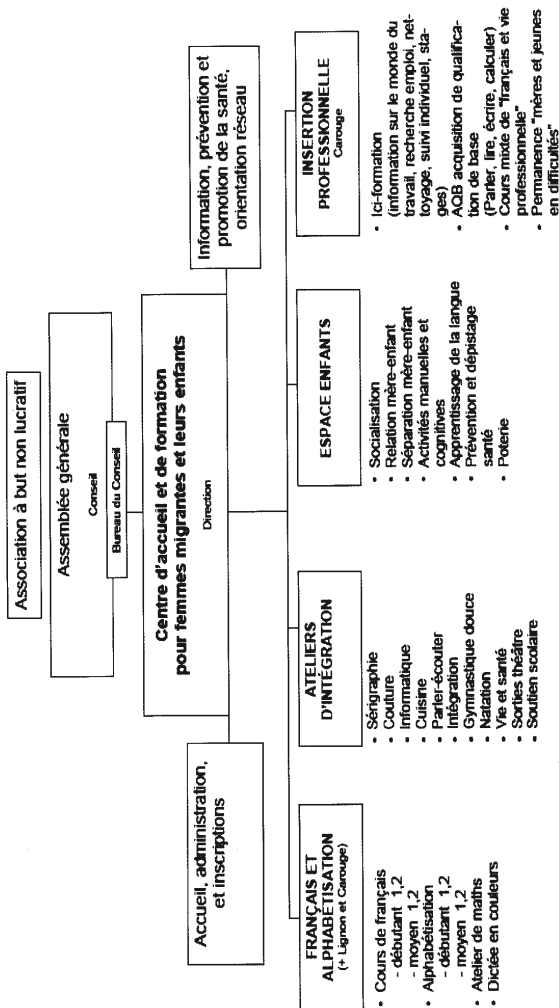 Association à but non lucratif
Assemblée générale
Conseil
Bureau du Conseil
Centre d'accueil et de formation
pour femmes migrantes et leurs enfants
Direction
Accueil, administration,
et inscriptions
Information, prévention et
promotion de la santé,
orientation réseau
FRANÇAIS ET
ALPHABÉTISATION
(+ Lignon et Carouge)
• Cours de français
- débutant 1,2
- moyen 1,2
• Alphabétisation
- débutant 1,2
- moyen 1,2
• Atelier de maths
• Dictée en couleurs
ATELIERS
D'INTÉGRATION
• Sérigraphie
• Couture
• Informatique
• Cuisine
• Parler-écouter
• Intégration
• Gymnastique douce
• Natation
• Vie et santé
• Sorties théâtre
• Soutien scolaire
ESPACE ENFANTS
• Socialisation
• Relation mère-enfant
• Séparation mère-enfant
• Activités manuelles et
cognitives
• Apprentissage de la langue
• Prévention et dépistage
santé
• Poterie
INSERTION
PROFESSIONNELLE
Carouge
• Ici-formation
(information sur le monde du
travail, recherche emploi, net-
toyage, suivi individuel, sta-
ges)
• AQB acquisition de qualifica-
tion de base
(Parler, lire, écrire, calculer)
• Cours mixte de "français et vie
professionnelle"
• Permanence "mères et jeunes
en difficultés"